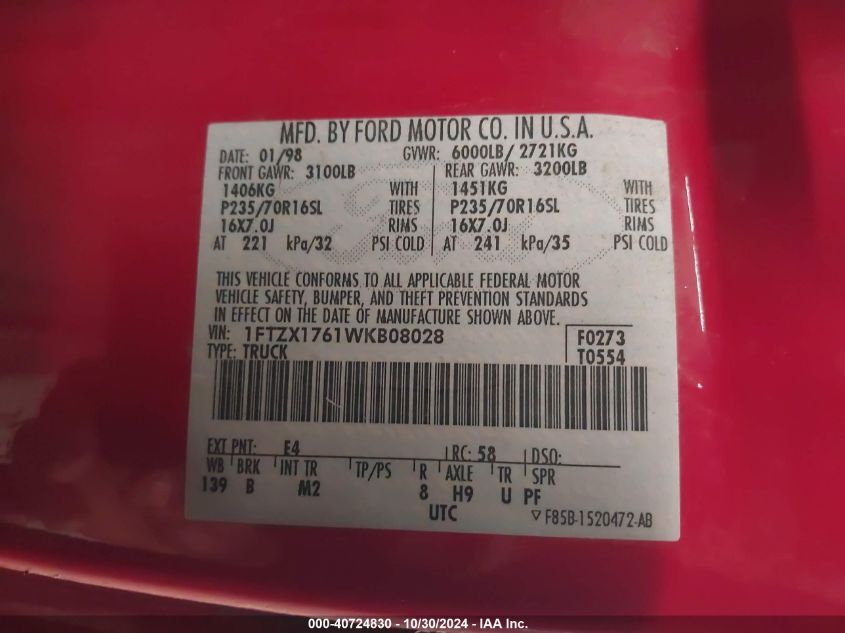 MFD. BY FORD MOTOR CO. IN U.S.A.
DATE: 01/98 GVWR: 6000LB/ 2721KG
FRONT GAWR: 3100LB REAR GAWR: 3200LB
1406KG WITH 1451KG WITH
P235/70R16SL TIRES P235/70R16SL TIRES
16X7.0J RIMS 16X7.0J RIMS
AT 221 kPa/32 PSI COLD AT 241 kPa/35 PSI COLD
THIS VEHICLE CONFORMS TO ALL APPLICABLE FEDERAL MOTOR
VEHICLE SAFETY, BUMPER, AND THEFT PREVENTION STANDARDS
IN EFFECT ON THE DATE OF MANUFACTURE SHOWN ABOVE.
VIN: 1FTZX1761WKB08028 F0273
TYPE: TRUCK T0554
EXT PNT: E4 RC: 58 DSO:
WB BRK INT TR TP/PS R AXLE TR SPR
139 B M2 8 H9 U PF
UTC ▽ F85B-1520472-AB
000-40724830 - 10/30/2024 - IAA Inc.